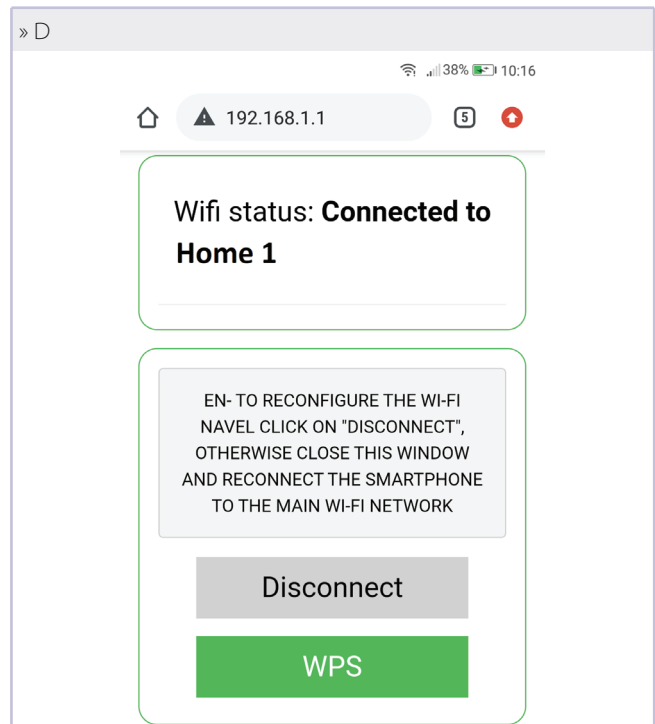 » D
38% 10:16
192.168.1.1 5
Wifi status: Connected to
Home 1
EN- TO RECONFIGURE THE WI-FI
NAVEL CLICK ON "DISCONNECT",
OTHERWISE CLOSE THIS WINDOW
AND RECONNECT THE SMARTPHONE
TO THE MAIN WI-FI NETWORK
Disconnect
WPS